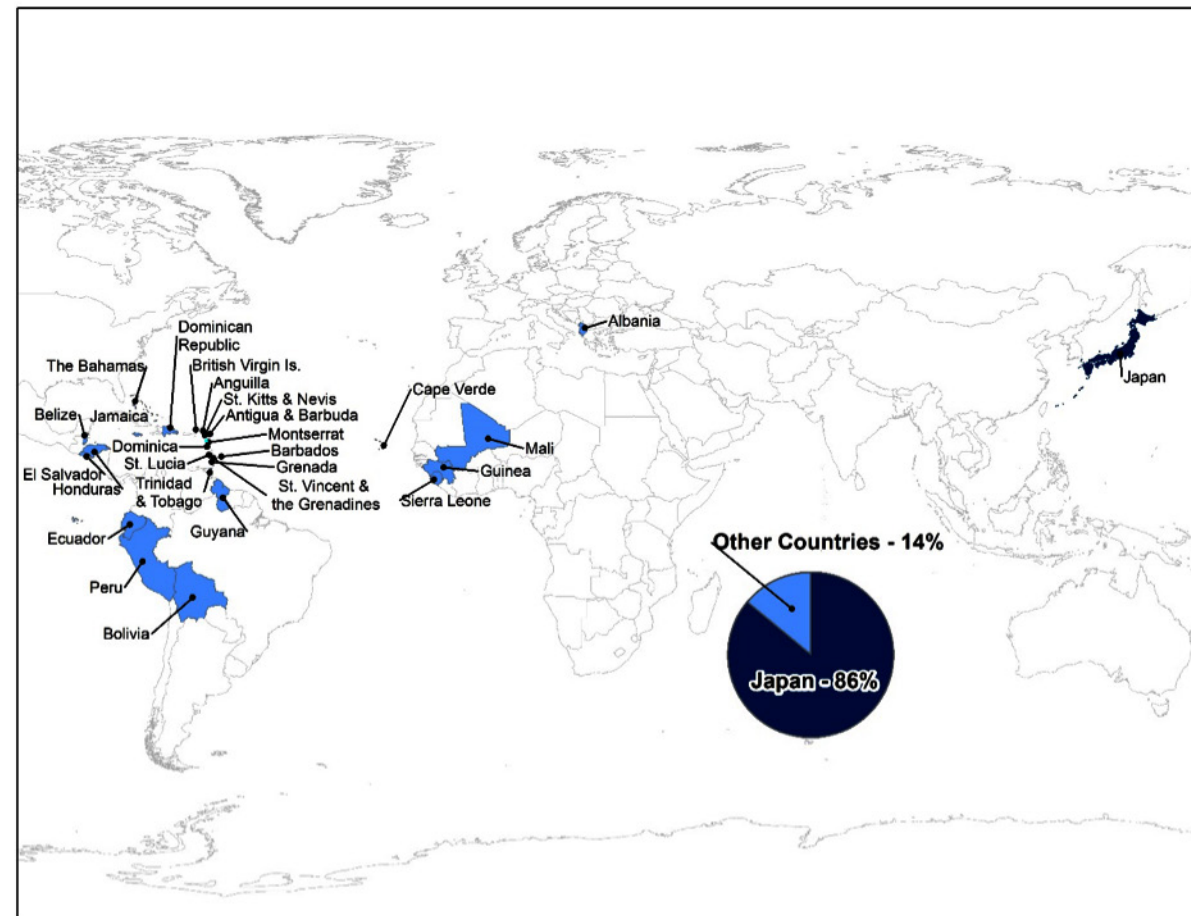 Dominican
Republic
Albania
The Bahamas
British Virgin Is.
Anguilla
St. Kitts & Nevis
Antigua & Barbuda
Cape Verde
Japan
Belize
Jamaica
Montserrat
Dominica
Barbados
Mali
St. Lucia
Grenada
Guinea
El Salvador
Honduras
Trinidad
& Tobago
St. Vincent &
the Grenadines
Sierra Leone
Ecuador
Guyana
Peru
Bolivia
Other Countries - 14%
Japan - 86%